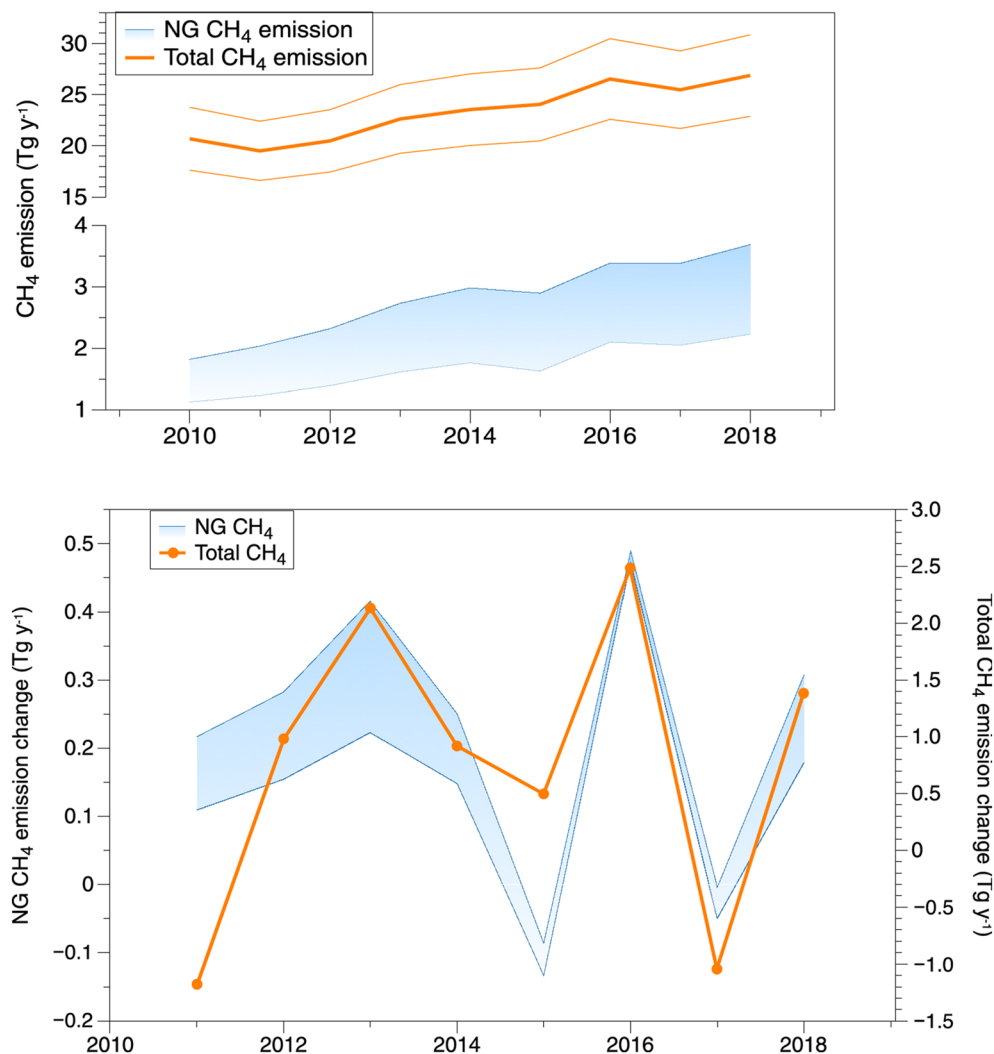 NG CH₄ emission
Total CH₄ emission
CH₄ emission (Tg y⁻¹)
30
25
20
15
4
3
2
1
2010 2012 2014 2016 2018
NG CH₄
Total CH₄
NG CH₄ emission change (Tg y⁻¹)
0.5
0.4
0.3
0.2
0.1
0
−0.1
−0.2
3.0
2.5
2.0
1.5
1.0
0.5
0
−0.5
−1.0
−1.5
Totoal CH₄ emission change (Tg y⁻¹)
2010 2012 2014 2016 2018